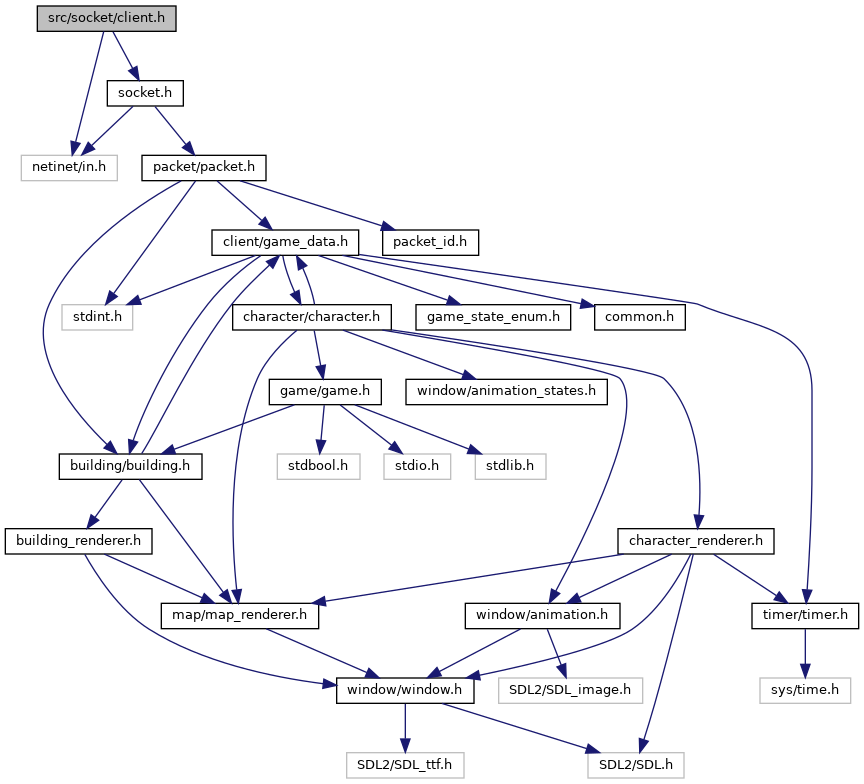 src/socket/client.h
socket.h
netinet/in.h
packet/packet.h
client/game_data.h
packet_id.h
stdint.h
character/character.h
game_state_enum.h
common.h
game/game.h
window/animation_states.h
building/building.h
stdbool.h
stdio.h
stdlib.h
building_renderer.h
character_renderer.h
map/map_renderer.h
window/animation.h
timer/timer.h
window/window.h
SDL2/SDL_image.h
sys/time.h
SDL2/SDL_ttf.h
SDL2/SDL.h